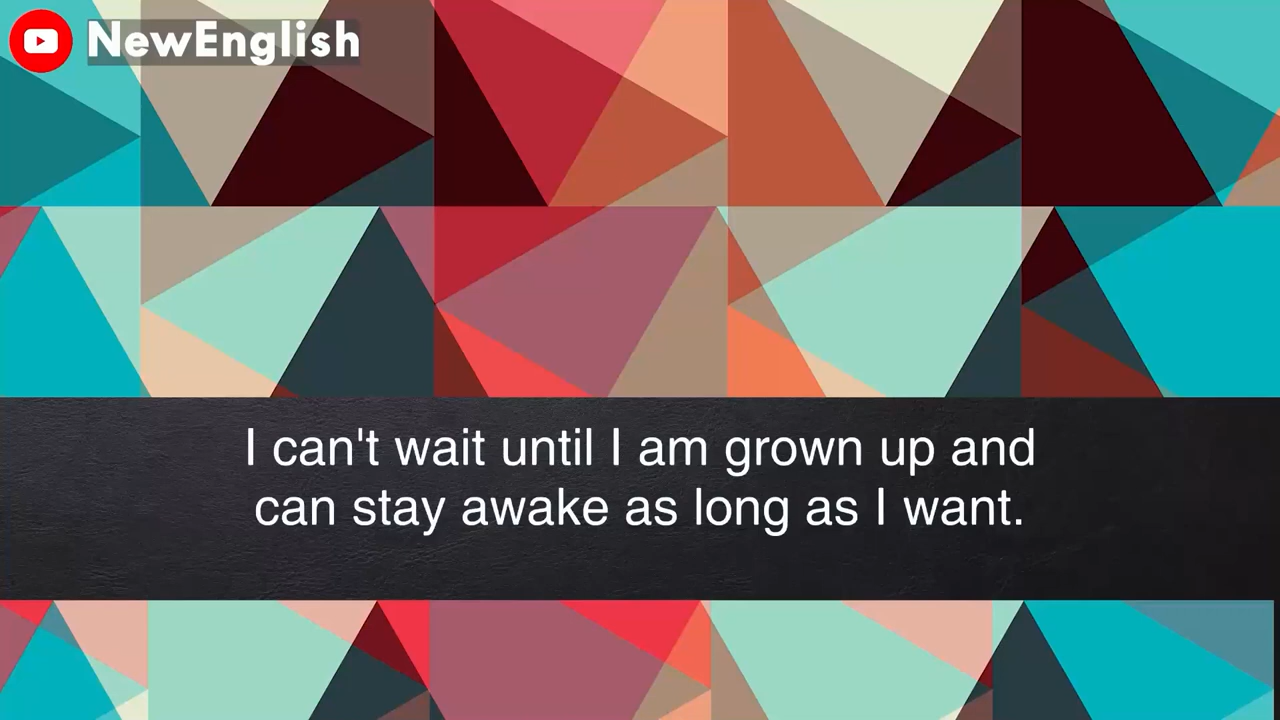 NewEnglish
I can't wait until I am grown up and
can stay awake as long as I want.